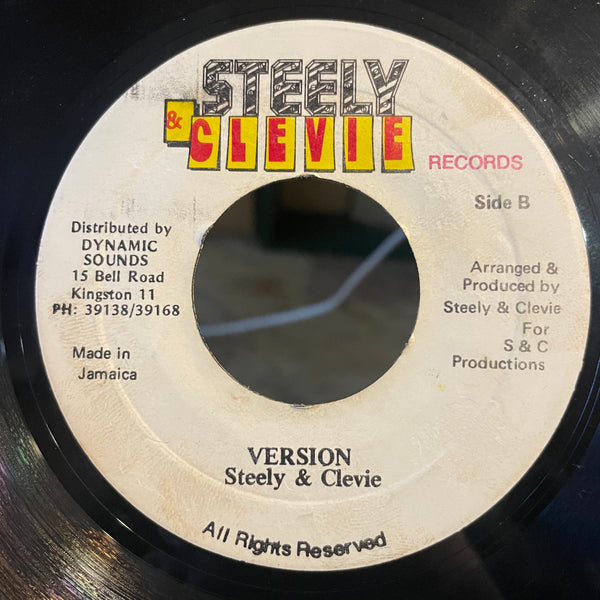 STEELY
& CLEVIE
RECORDS
Side B
Distributed by
DYNAMIC
SOUNDS
15 Bell Road
Kingston 11
PH: 39138/39168
Made in
Jamaica
Arranged &
Produced by
Steely & Clevie
For
S & C
Productions
VERSION
Steely & Clevie
All Rights Reserved